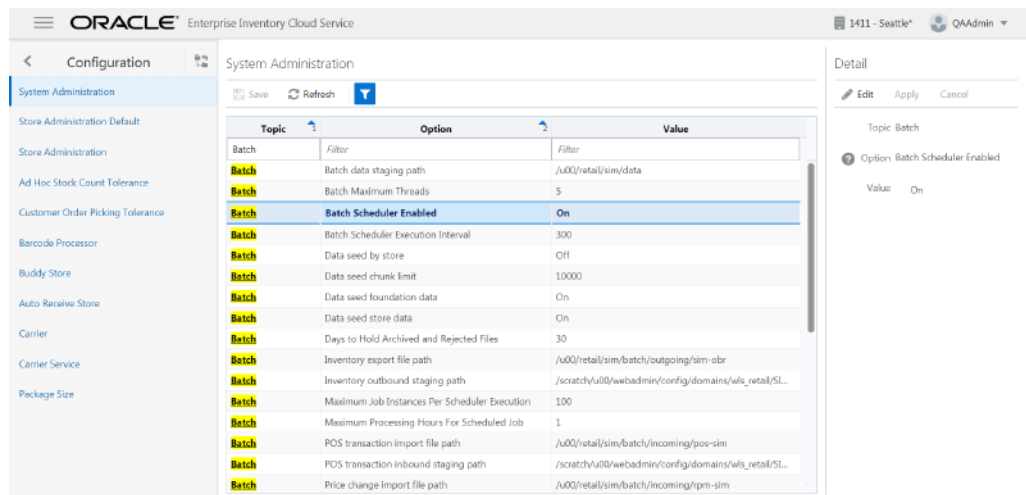 ORACLE® Enterprise Inventory Cloud Service
1411 - Seattle*
QAAdmin
Configuration
System Administration
Store Administration Default
Store Administration
Ad Hoc Stock Count Tolerance
Customer Order Picking Tolerance
Barcode Processor
Buddy Store
Auto Receive Store
Carrier
Carrier Service
Package Size
System Administration
Save Refresh
Topic Option Value
Batch Filter Filter
Batch Batch data staging path /u00/retail/sim/data
Batch Batch Maximum Threads 5
Batch Batch Scheduler Enabled On
Batch Batch Scheduler Execution Interval 300
Batch Data seed by store Off
Batch Data seed chunk limit 10000
Batch Data seed foundation data On
Batch Data seed store data On
Batch Days to Hold Archived and Rejected Files 30
Batch Inventory export file path /u00/retail/sim/batch/outgoing/sim-obr
Batch Inventory outbound staging path /scratch/u00/webadmin/config/domains/wls_retail/SI...
Batch Maximum Job Instances Per Scheduler Execution 100
Batch Maximum Processing Hours For Scheduled Job 1
Batch POS transaction import file path /u00/retail/sim/batch/incoming/pos-sim
Batch POS transaction inbound staging path /scratch/u00/webadmin/config/domains/wls_retail/SI...
Batch Price change import file path /u00/retail/sim/batch/incoming/rpm-sim
Detail
Edit Apply Cancel
Topic Batch
Option Batch Scheduler Enabled
Value On